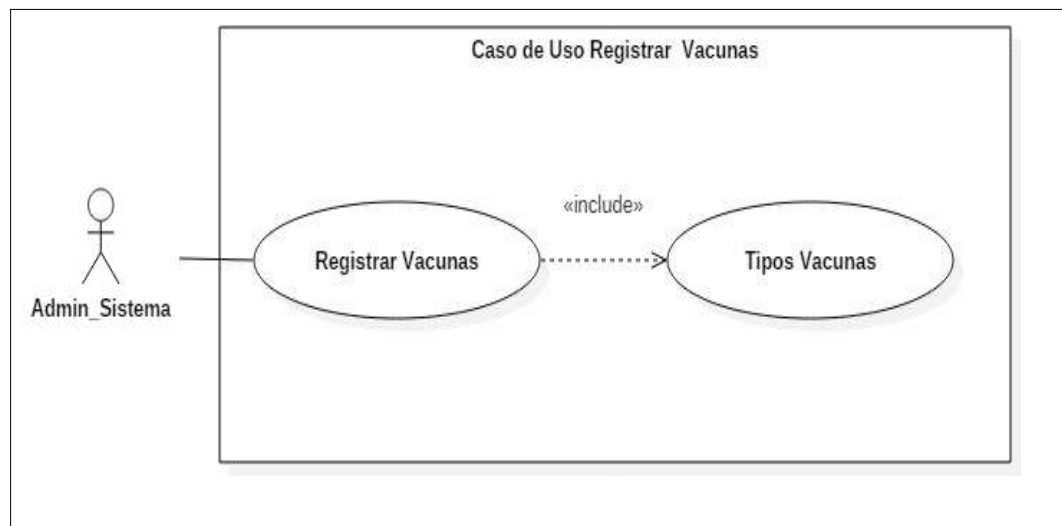 Caso de Uso Registrar Vacunas
«include»
Registrar Vacunas
Tipos Vacunas
Admin_Sistema